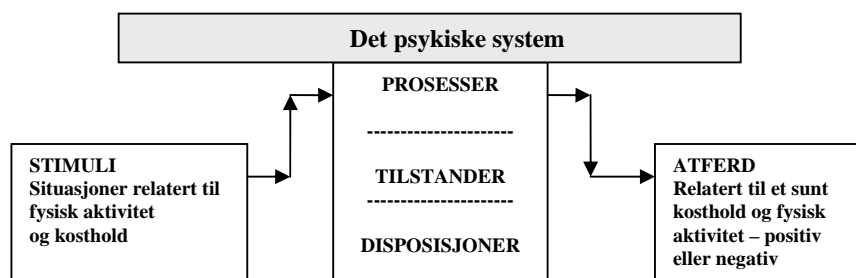 Det psykiske system
PROSESSER
TILSTANDER
DISPOSISJONER
STIMULI
Situasjoner relatert til
fysisk aktivitet
og kosthold
ATFERD
Relatert til et sunt
kosthold og fysisk
aktivitet – positiv
eller negativ